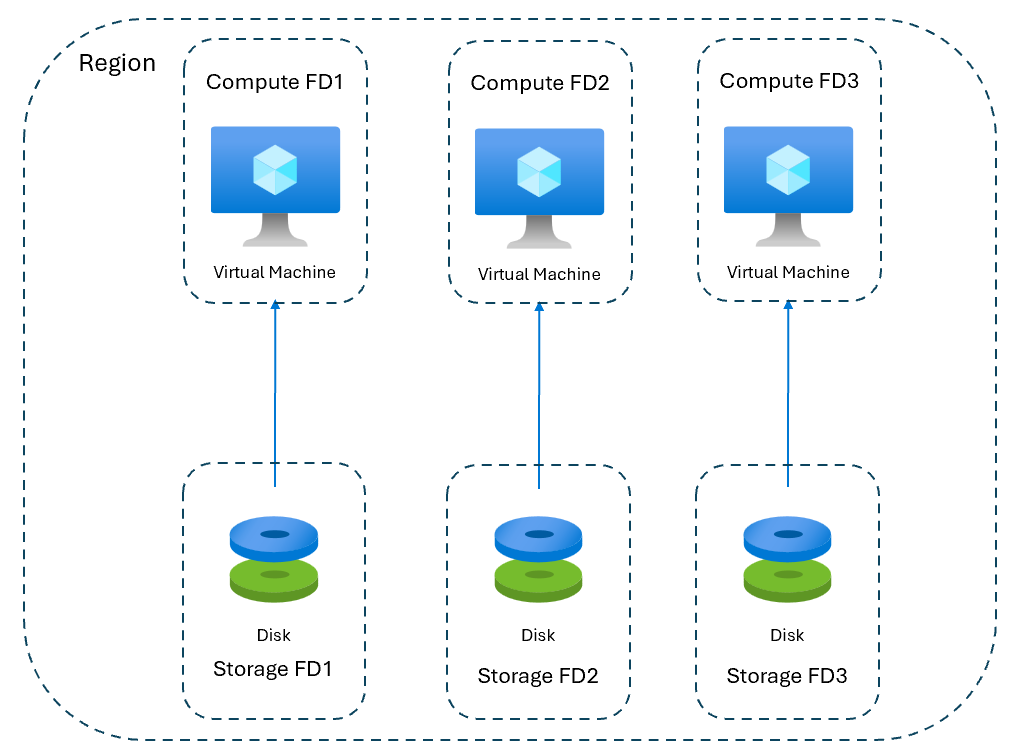 Region
Compute FD1
Compute FD2
Compute FD3
Virtual Machine
Virtual Machine
Virtual Machine
Disk
Disk
Disk
Storage FD1
Storage FD2
Storage FD3